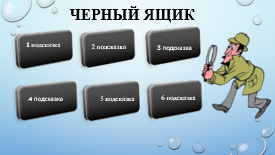 ЧЕРНЫЙ ЯЩИК
1 подсказка
2 подсказка
3 подсказка
4 подсказка
5 подсказка
6 подсказка